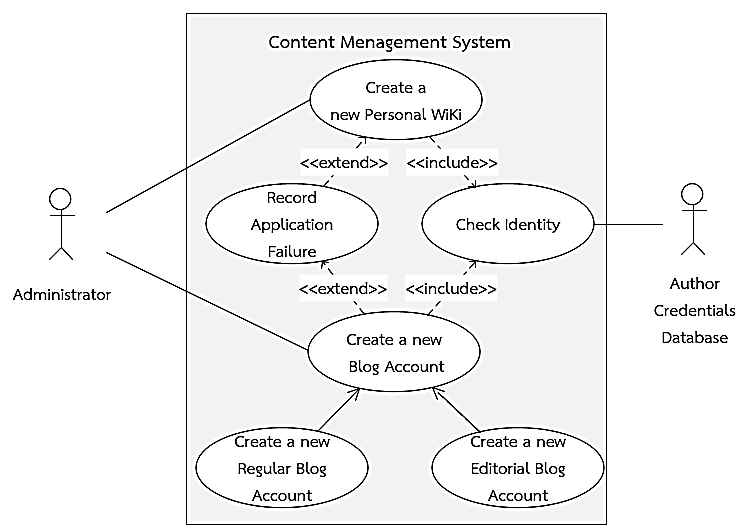 Content Menagement System
Create a
new Personal WiKi
<<extend>>
<<include>>
Record
Application
Failure
Check Identity
Administrator
Author
Credentials
Database
<<extend>>
<<include>>
Create a new
Blog Account
Create a new
Regular Blog
Account
Create a new
Editorial Blog
Account